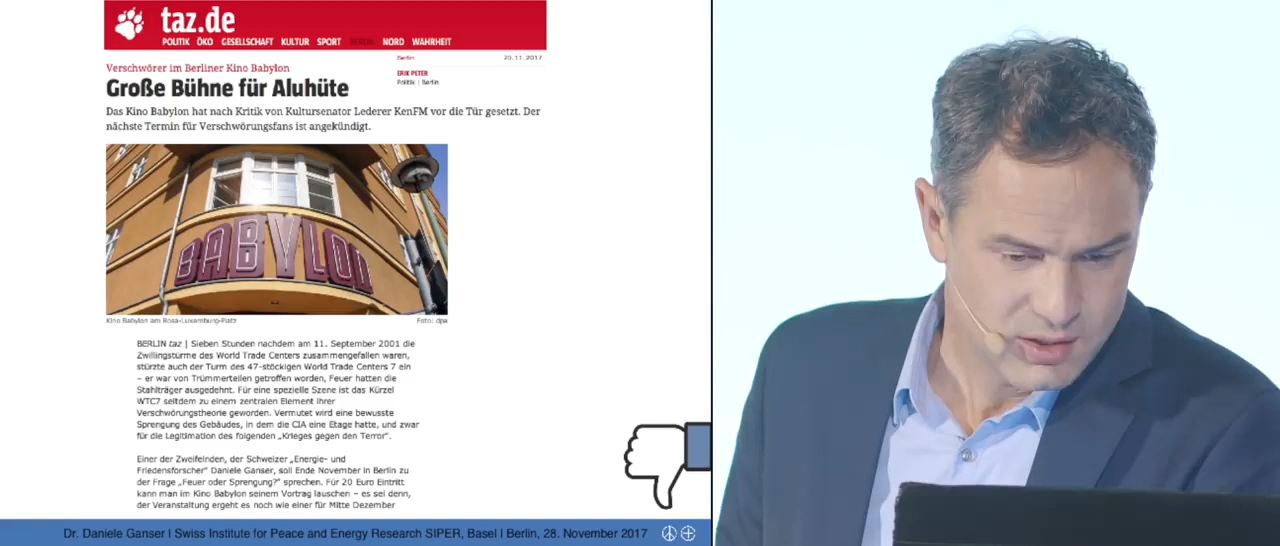 taz.de
POLITIK ÖKO GESELLSCHAFT KULTUR SPORT BERLIN NORD WAHRHEIT
Berlin 20.11.2017
Verschwörer im Berliner Kino Babylon
ERIK PETER
Große Bühne für Aluhüte
Politik | Berlin
Das Kino Babylon hat nach Kritik von Kultursenator Lederer KenFM vor die Tür gesetzt. Der
nächste Termin für Verschwörungsfans ist angekündigt.
BABYLON
Kino Babylon am Rosa-Luxemburg-Platz Foto: dpa
BERLIN taz | Sieben Stunden nachdem am 11. September 2001 die
Zwillingstürme des World Trade Centers zusammengefallen waren,
stürzte auch der Turm des 47-stöckigen World Trade Centers 7 ein
– er war von Trümmerteilen getroffen worden, Feuer hatten die
Stahlträger ausgedehnt. Für eine spezielle Szene ist das Kürzel
WTC7 seitdem zu einem zentralen Element ihrer
Verschwörungstheorie geworden. Vermutet wird eine bewusste
Sprengung des Gebäudes, in dem die CIA eine Etage hatte, und zwar
für die Legitimation des folgenden „Krieges gegen den Terror“.
Einer der Zweifelnden, der Schweizer „Energie- und
Friedensforscher“ Daniele Ganser, soll Ende November in Berlin zu
der Frage „Feuer oder Sprengung?“ sprechen. Für 20 Euro Eintritt
kann man im Kino Babylon seinem Vortrag lauschen – es sei denn,
der Veranstaltung ergeht es noch wie einer für Mitte Dezember
Dr. Daniele Ganser I Swiss Institute for Peace and Energy Research SIPER, Basel I Berlin, 28. November 2017